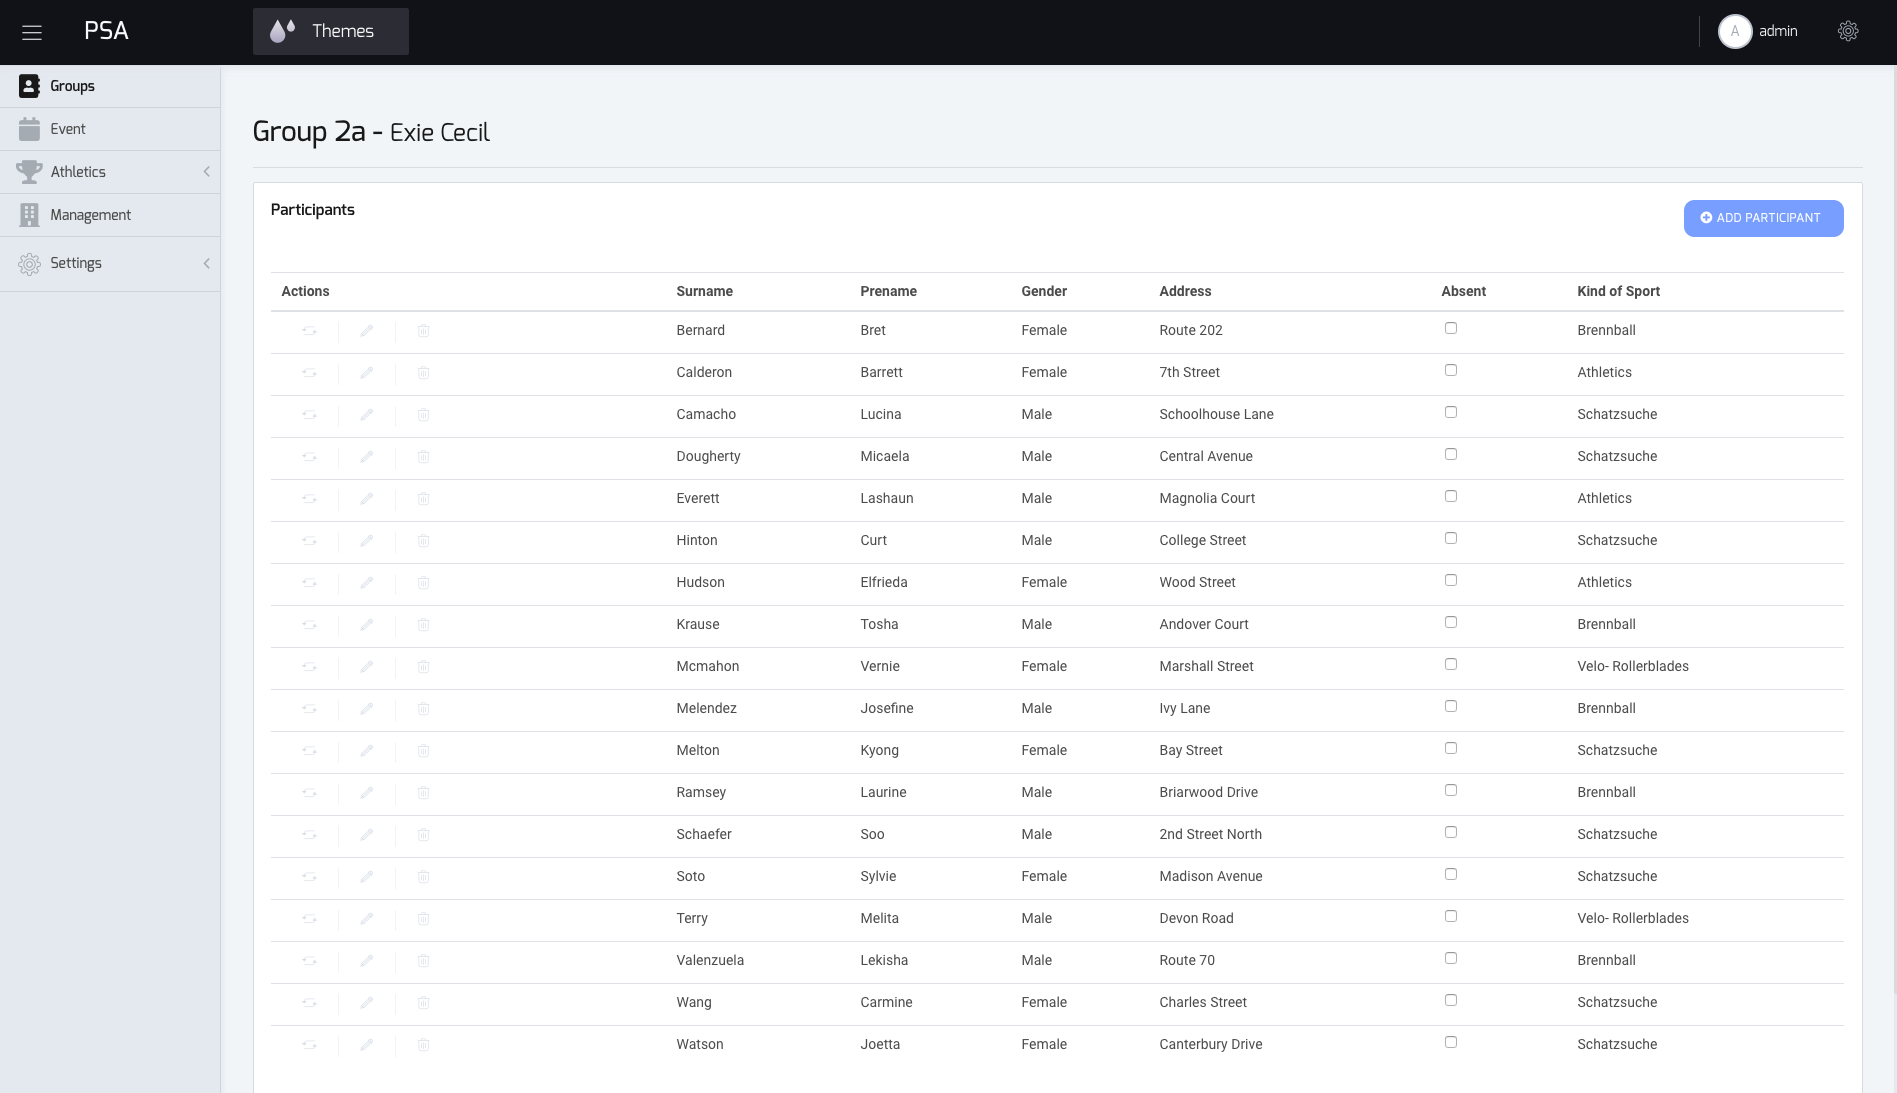 PSA
Themes
A admin
Groups
Event
Athletics
Management
Settings
Group 2a - Exie Cecil
Participants
ADD PARTICIPANT
Actions Surname Prename Gender Address Absent Kind of Sport
Bernard Bret Female Route 202 Brennball
Calderon Barrett Female 7th Street Athletics
Camacho Lucina Male Schoolhouse Lane Schatzsuche
Dougherty Micaela Male Central Avenue Schatzsuche
Everett Lashaun Male Magnolia Court Athletics
Hinton Curt Male College Street Schatzsuche
Hudson Elfrieda Female Wood Street Athletics
Krause Tosha Male Andover Court Brennball
Mcmahon Vernie Female Marshall Street Velo- Rollerblades
Melendez Josefine Male Ivy Lane Brennball
Melton Kyong Female Bay Street Schatzsuche
Ramsey Laurine Male Briarwood Drive Brennball
Schaefer Soo Male 2nd Street North Schatzsuche
Soto Sylvie Female Madison Avenue Schatzsuche
Terry Melita Male Devon Road Velo- Rollerblades
Valenzuela Lekisha Male Route 70 Brennball
Wang Carmine Female Charles Street Schatzsuche
Watson Joetta Female Canterbury Drive Schatzsuche